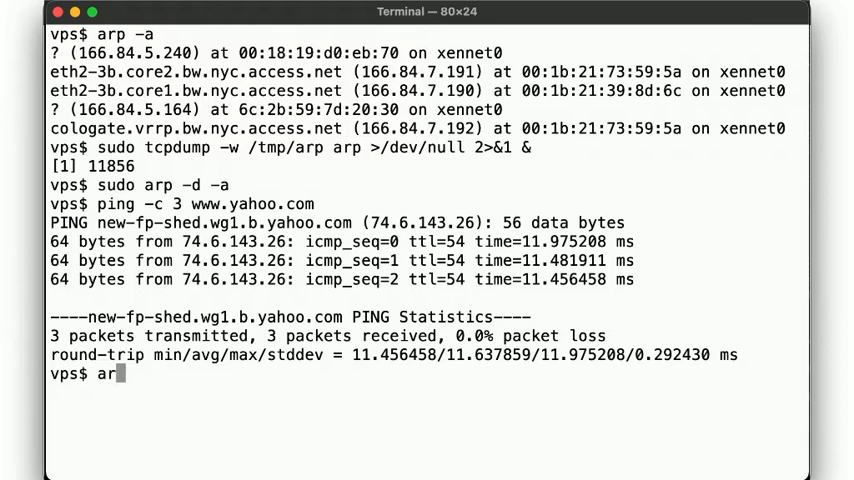 Terminal — 80×24
vps$ arp -a
? (166.84.5.240) at 00:18:19:d0:eb:70 on xennet0
eth2-3b.core2.bw.nyc.access.net (166.84.7.191) at 00:1b:21:73:59:5a on xennet0
eth2-3b.core1.bw.nyc.access.net (166.84.7.190) at 00:1b:21:39:8d:6c on xennet0
? (166.84.5.164) at 6c:2b:59:7d:20:30 on xennet0
cologate.vrrp.bw.nyc.access.net (166.84.7.192) at 00:1b:21:73:59:5a on xennet0
vps$ sudo tcpdump -w /tmp/arp arp >/dev/null 2>&1 &
[1] 11856
vps$ sudo arp -d -a
vps$ ping -c 3 www.yahoo.com
PING new-fp-shed.wg1.b.yahoo.com (74.6.143.26): 56 data bytes
64 bytes from 74.6.143.26: icmp_seq=0 ttl=54 time=11.975208 ms
64 bytes from 74.6.143.26: icmp_seq=1 ttl=54 time=11.481911 ms
64 bytes from 74.6.143.26: icmp_seq=2 ttl=54 time=11.456458 ms
----new-fp-shed.wg1.b.yahoo.com PING Statistics----
3 packets transmitted, 3 packets received, 0.0% packet loss
round-trip min/avg/max/stddev = 11.456458/11.637859/11.975208/0.292430 ms
vps$ ar